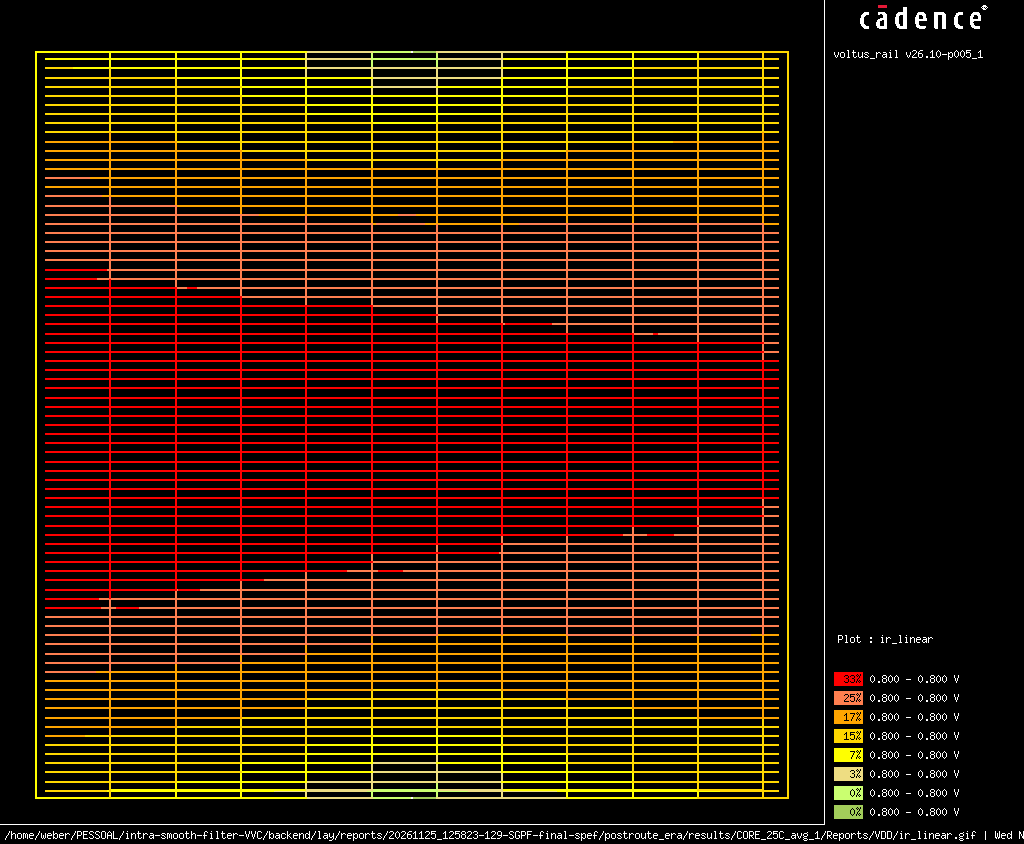 cādence®
voltus_rail v26.10-p005_1
Plot : ir_linear
33% 0.800 - 0.800 V
25% 0.800 - 0.800 V
17% 0.800 - 0.800 V
15% 0.800 - 0.800 V
7% 0.800 - 0.800 V
3% 0.800 - 0.800 V
0% 0.800 - 0.800 V
0% 0.800 - 0.800 V
/home/weber/PESSOAL/intra-smooth-filter-VVC/backend/lay/reports/20261125_125823-129-SGPF-final-spef/postroute_era/results/CORE_25C_avg_1/Reports/VDD/ir_linear.gif | Wed N